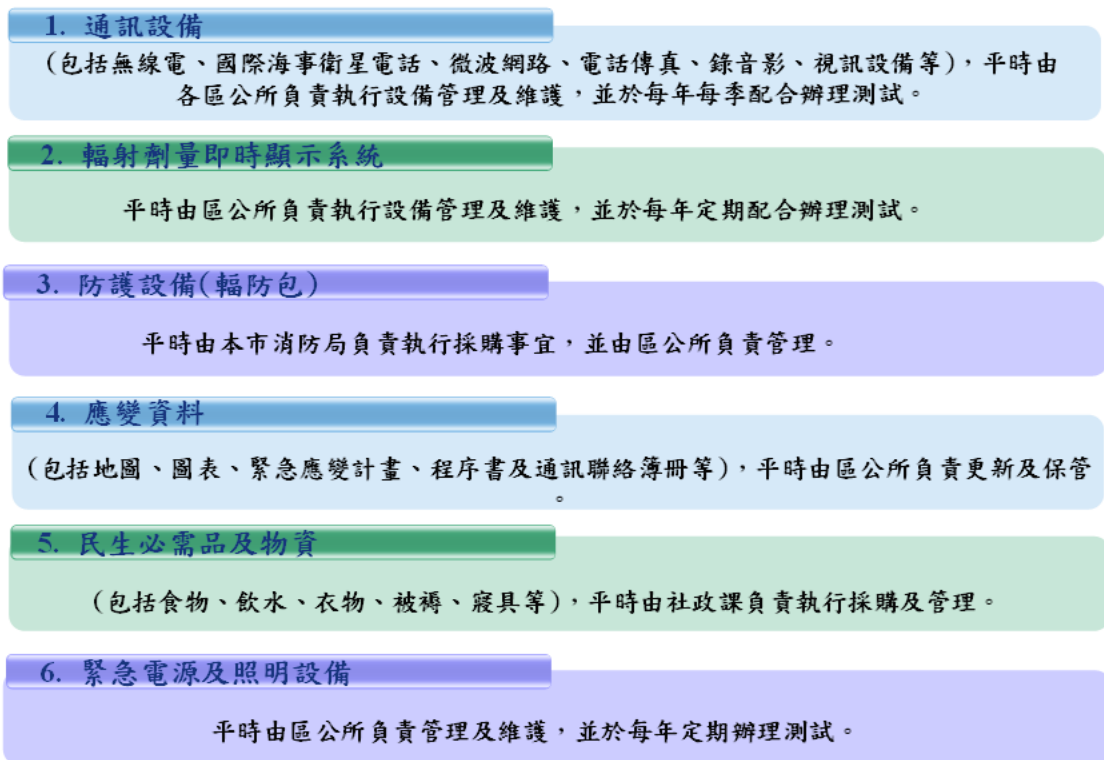 1. 通訊設備
(包括無線電、國際海事衛星電話、微波網路、電話傳真、錄音影、視訊設備等)，平時由
各區公所負責執行設備管理及維護，並於每年每季配合辦理測試。
2. 輻射劑量即時顯示系統
平時由區公所負責執行設備管理及維護，並於每年定期配合辦理測試。
3. 防護設備(輻防包)
平時由本市消防局負責執行採購事宜，並由區公所負責管理。
4. 應變資料
(包括地圖、圖表、緊急應變計畫、程序書及通訊聯絡簿冊等)，平時由區公所負責更新及保管
。
5. 民生必需品及物資
(包括食物、飲水、衣物、被褥、寢具等)，平時由社政課負責執行採購及管理。
6. 緊急電源及照明設備
平時由區公所負責管理及維護，並於每年定期辦理測試。